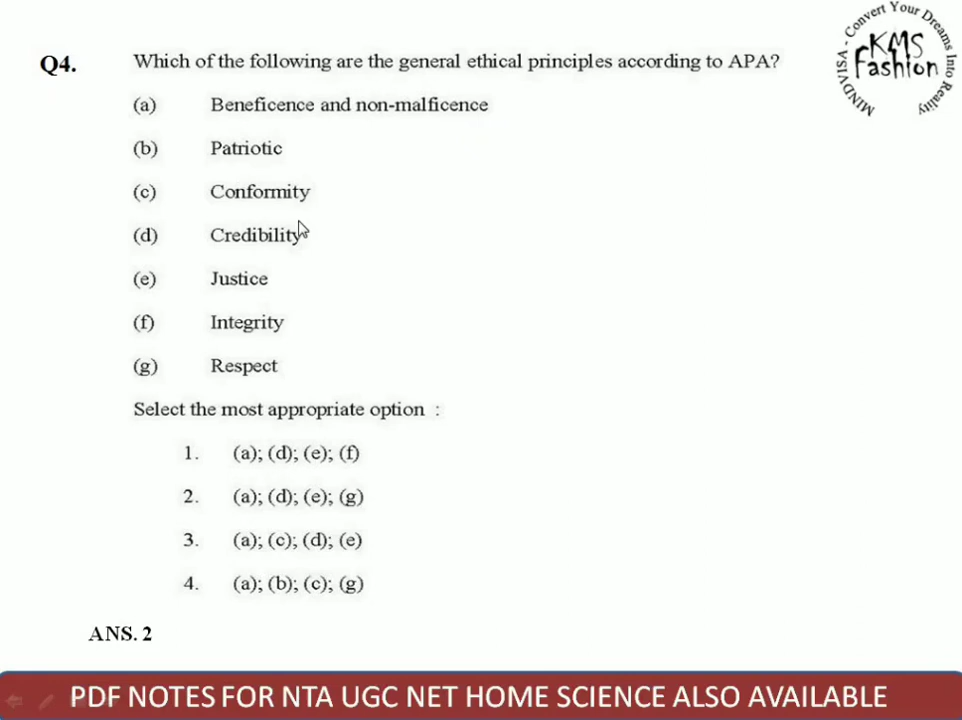 MINDVISA - Convert Your Dreams Into Reality
KMS
Fashion
Q4. Which of the following are the general ethical principles according to APA?
(a) Beneficence and non-malficence
(b) Patriotic
(c) Conformity
(d) Credibility
(e) Justice
(f) Integrity
(g) Respect
Select the most appropriate option :
1. (a); (d); (e); (f)
2. (a); (d); (e); (g)
3. (a); (c); (d); (e)
4. (a); (b); (c); (g)
ANS. 2
PDF NOTES FOR NTA UGC NET HOME SCIENCE ALSO AVAILABLE